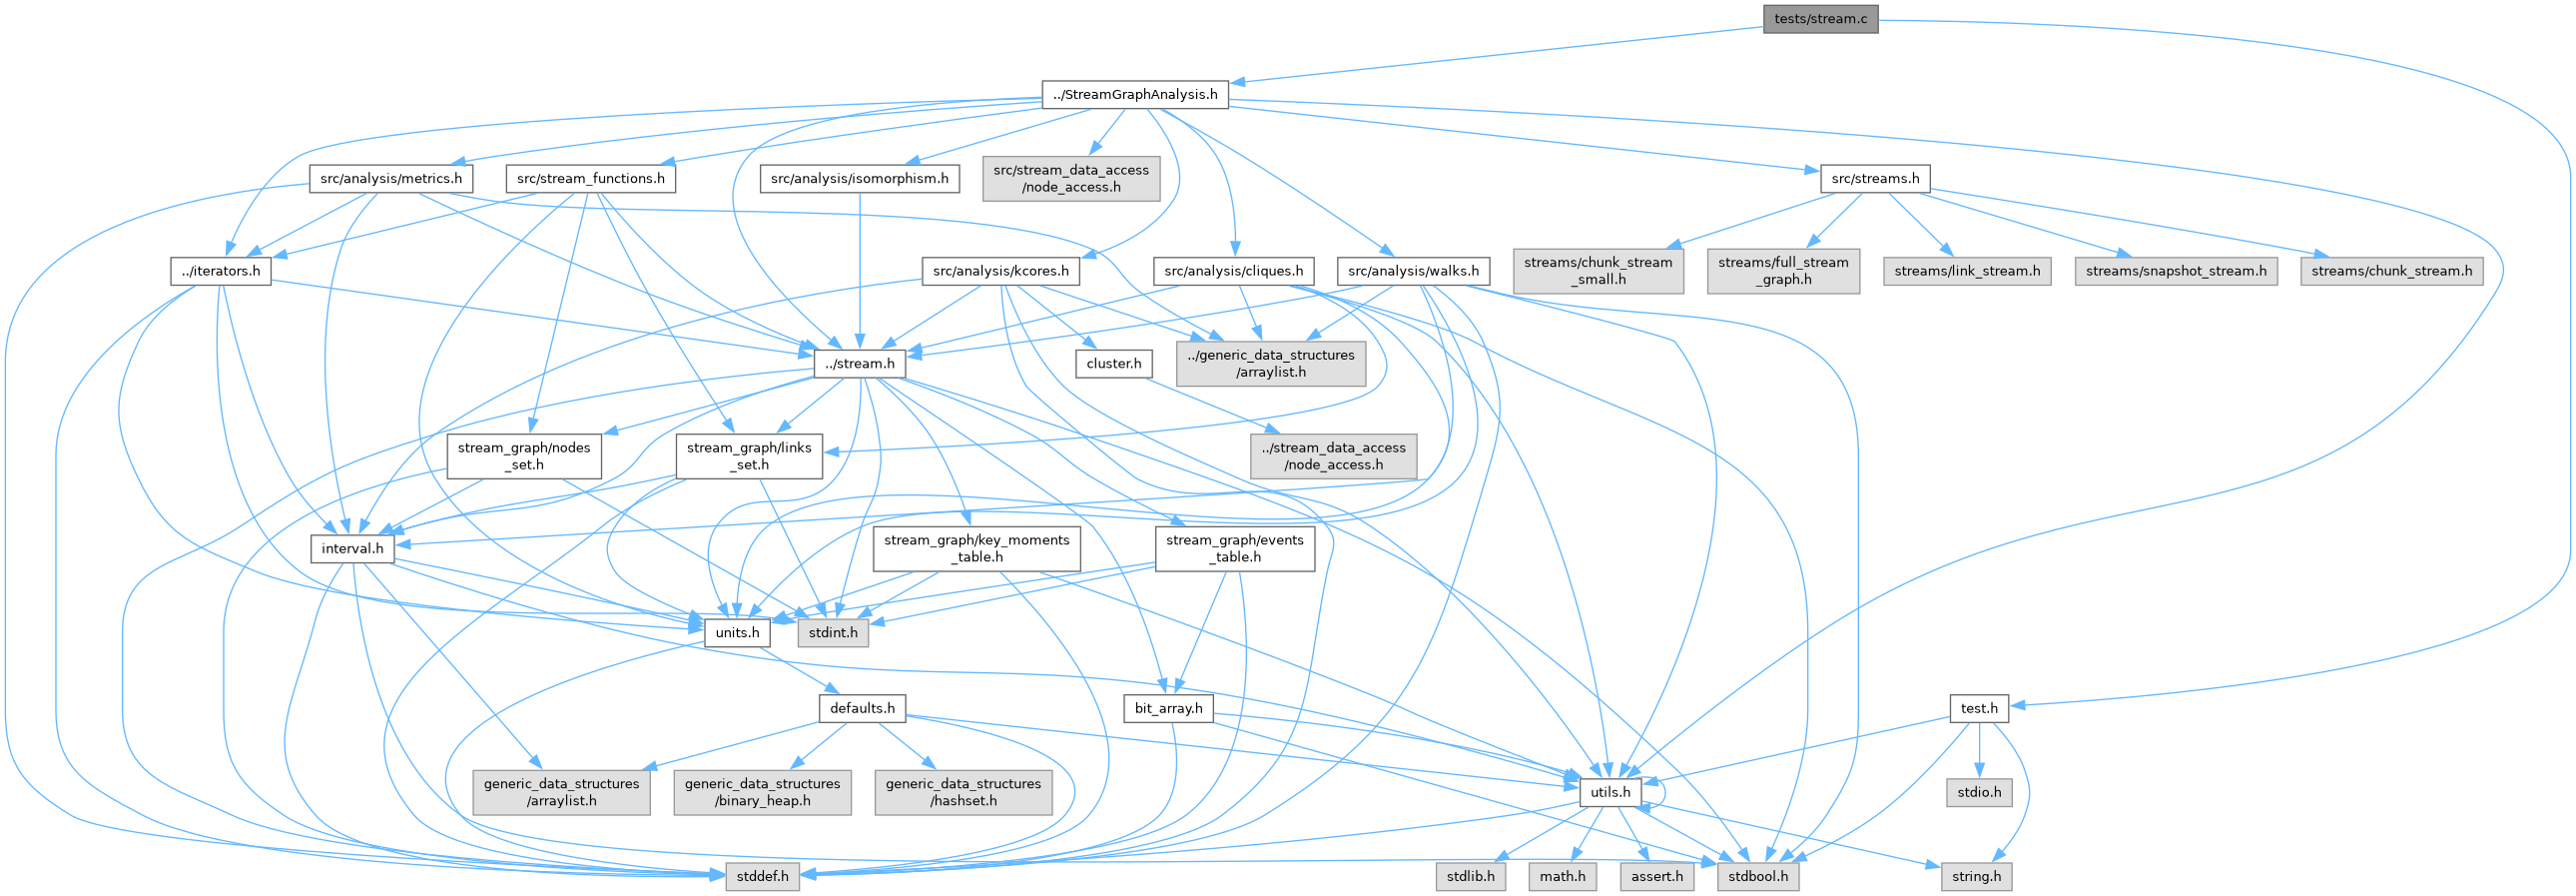 tests/stream.c
../StreamGraphAnalysis.h
src/analysis/metrics.h
src/stream_functions.h
src/analysis/isomorphism.h
src/stream_data_access
/node_access.h
src/streams.h
../iterators.h
src/analysis/kcores.h
src/analysis/cliques.h
src/analysis/walks.h
streams/chunk_stream
_small.h
streams/full_stream
_graph.h
streams/link_stream.h
streams/snapshot_stream.h
streams/chunk_stream.h
../stream.h
cluster.h
../generic_data_structures
/arraylist.h
stream_graph/nodes
_set.h
stream_graph/links
_set.h
../stream_data_access
/node_access.h
interval.h
stream_graph/key_moments
_table.h
stream_graph/events
_table.h
units.h
stdint.h
defaults.h
bit_array.h
test.h
generic_data_structures
/arraylist.h
generic_data_structures
/binary_heap.h
generic_data_structures
/hashset.h
utils.h
stdio.h
stddef.h
stdlib.h
math.h
assert.h
stdbool.h
string.h